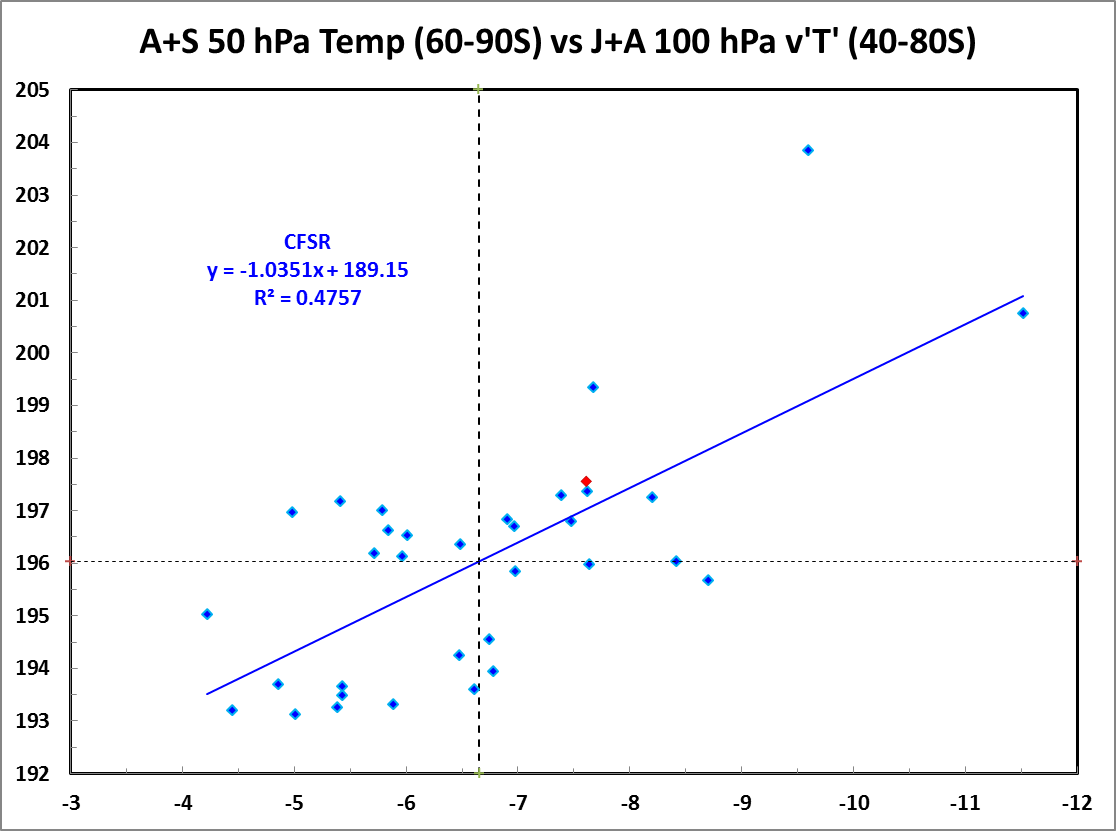 A+S 50 hPa Temp (60-90S) vs J+A 100 hPa v'T' (40-80S)
205
204
203
202
201
200
199
198
197
196
195
194
193
192
CFSR
y = -1.0351x + 189.15
R² = 0.4757
-3 -4 -5 -6 -7 -8 -9 -10 -11 -12